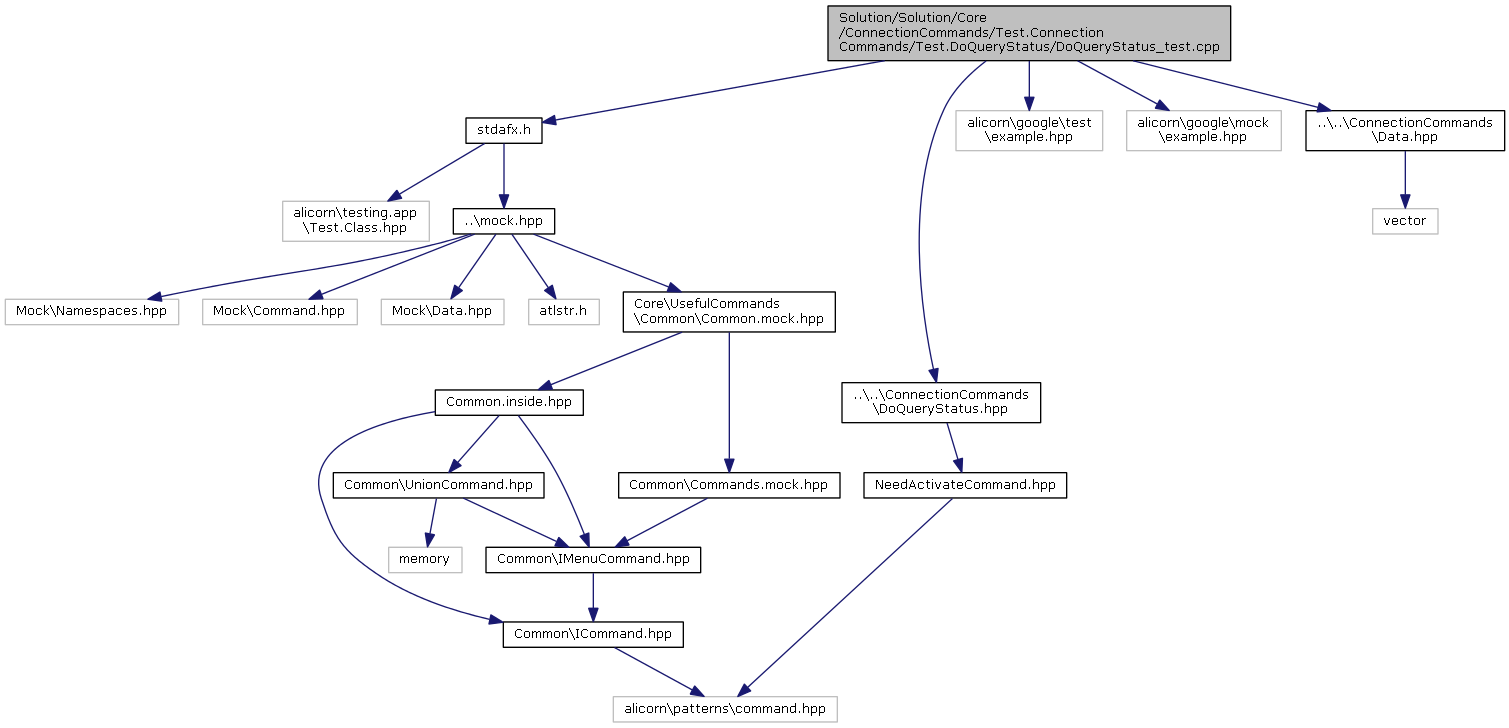 Solution/Solution/Core
/ConnectionCommands/Test.Connection
Commands/Test.DoQueryStatus/DoQueryStatus_test.cpp
stdafx.h
alicorn\google\test
\example.hpp
alicorn\google\mock
\example.hpp
..\..\ConnectionCommands
\Data.hpp
alicorn\testing.app
\Test.Class.hpp
..\mock.hpp
vector
Mock\Namespaces.hpp
Mock\Command.hpp
Mock\Data.hpp
atlstr.h
Core\UsefulCommands
\Common\Common.mock.hpp
Common.inside.hpp
..\..\ConnectionCommands
\DoQueryStatus.hpp
Common\UnionCommand.hpp
Common\Commands.mock.hpp
NeedActivateCommand.hpp
memory
Common\IMenuCommand.hpp
Common\ICommand.hpp
alicorn\patterns\command.hpp